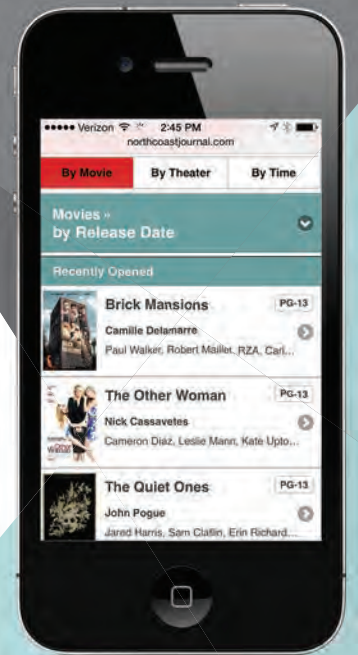 Verizon 2:45 PM
northcoastjournal.com
By Movie By Theater By Time
Movies »
by Release Date
Recently Opened
Brick Mansions PG-13
Camille Delamarre
Paul Walker, Robert Maillet, RZA, Carl...
The Other Woman PG-13
Nick Cassavetes
Cameron Diaz, Leslie Mann, Kate Upto...
The Quiet Ones PG-13
John Pogue
Jared Harris, Sam Claflin, Erin Richard...